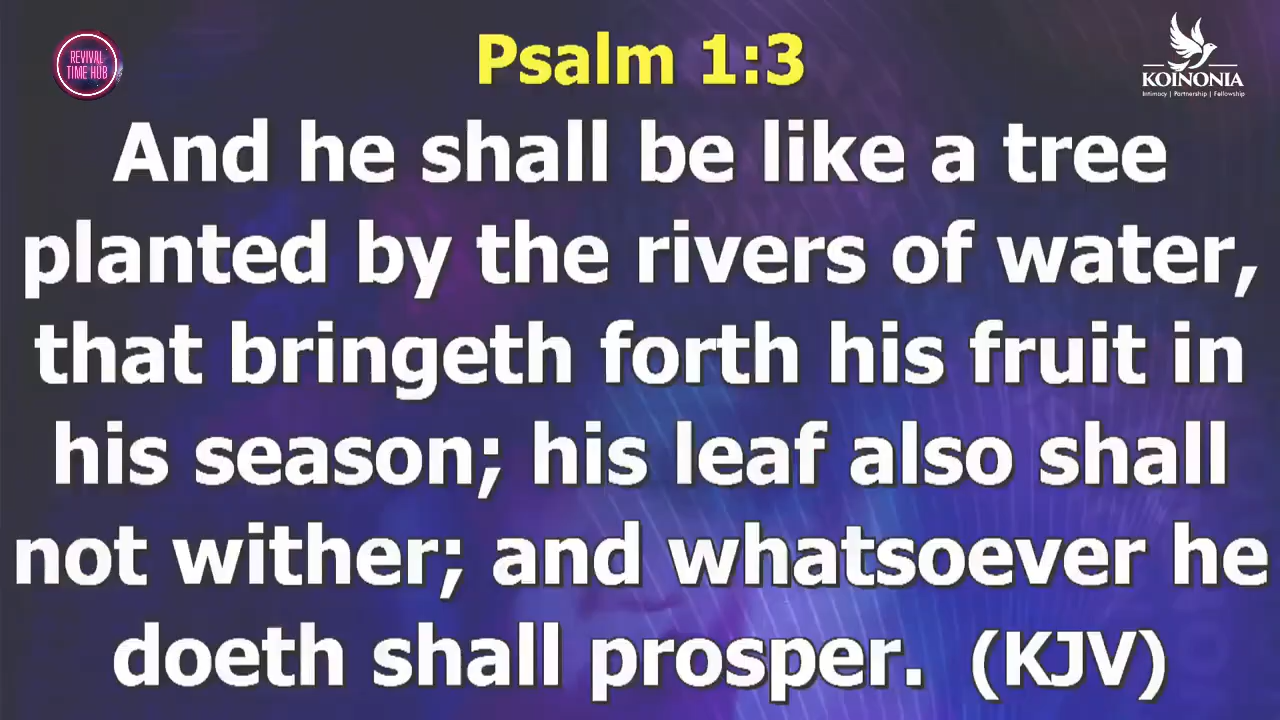 REVIVAL
TIME HUB
Psalm 1:3
KOINONIA
Intimacy | Partnership | Fellowship
And he shall be like a tree
planted by the rivers of water,
that bringeth forth his fruit in
his season; his leaf also shall
not wither; and whatsoever he
doeth shall prosper. (KJV)